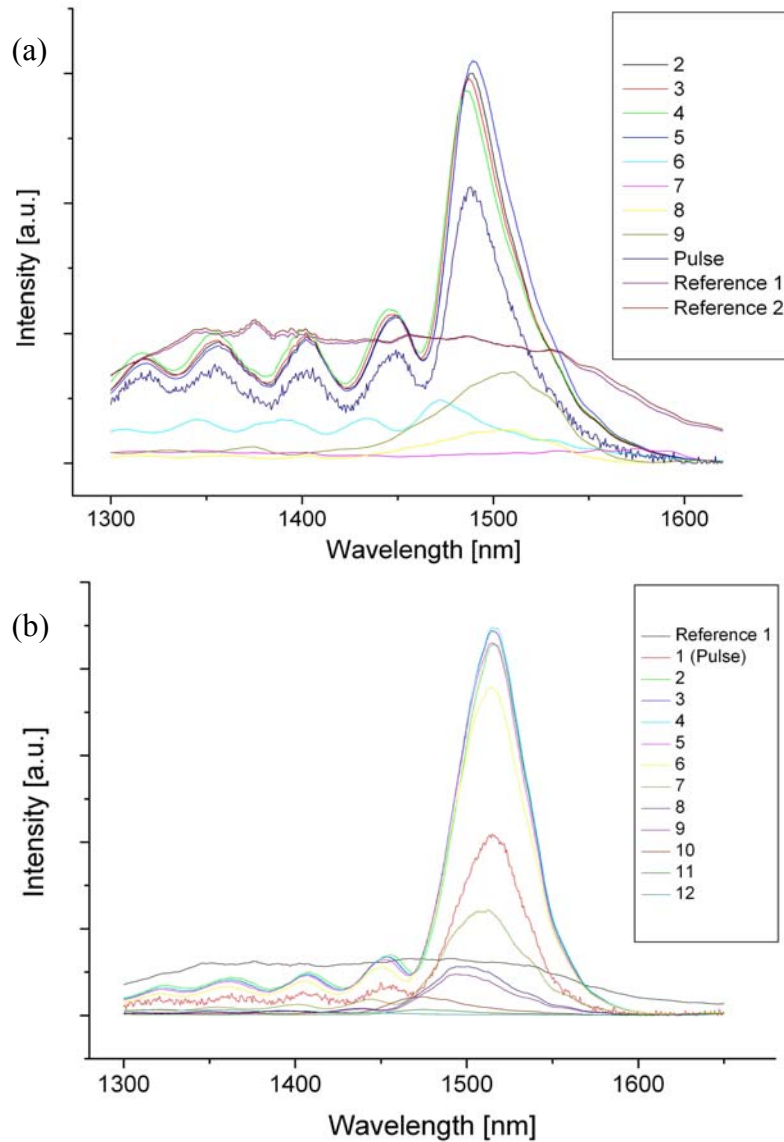 (a)
2
3
4
5
6
7
8
9
Pulse
Reference 1
Reference 2
Intensity [a.u.]
1300 1400 1500 1600
Wavelength [nm]
(b)
Reference 1
1 (Pulse)
2
3
4
5
6
7
8
9
10
11
12
Intensity [a.u.]
1300 1400 1500 1600
Wavelength [nm]